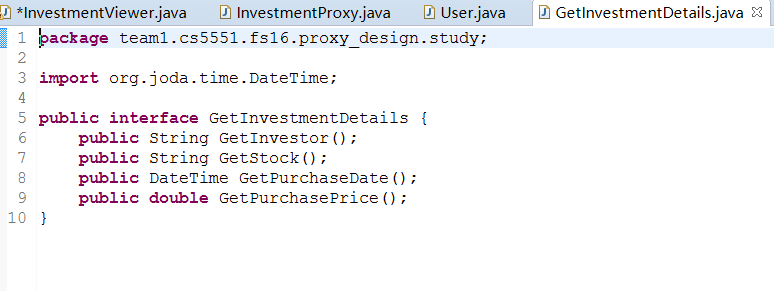 *InvestmentViewer.java InvestmentProxy.java User.java GetInvestmentDetails.java
1 package team1.cs5551.fs16.proxy_design.study;
2
3 import org.joda.time.DateTime;
4
5 public interface GetInvestmentDetails {
6 public String GetInvestor();
7 public String GetStock();
8 public DateTime GetPurchaseDate();
9 public double GetPurchasePrice();
10 }